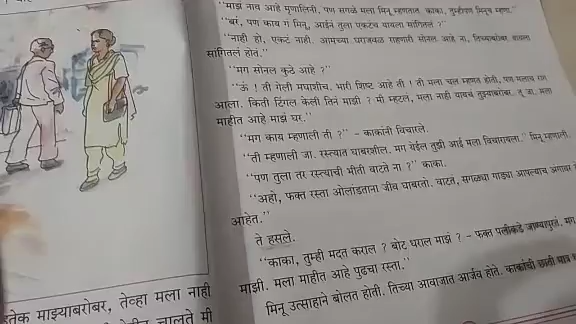 "माझं नाव आहे मृणालिनी, पण सगळे मला मिनू म्हणतात. काका, तुम्हीपण मिनूच म्हणा."
"बरं, पण काय गं मिनू, आईनं तुला एकटंच यायला सांगितलं ?"
"नाही हो, एकटं नाही. आमच्या घराजवळ राहणारी सोनल आहे ना, तिच्याबरोबर यायला
सांगितलं होतं."
"मग सोनल कुठे आहे ?"
"ऊं ! ती गेली मघाशीच. भारी शिष्ट आहे ती ! ती मला चल म्हणत होती, पण मलाच राग
आला. किती टिंगल केली तिनं माझी ? मी म्हटलं, मला नाही यायचं तुझ्याबरोबर. तू जा. मला
माहीत आहे माझं घर."
"मग काय म्हणाली ती ?" - काकांनी विचारले.
"ती म्हणाली जा. रस्त्यात घाबरशील. मग येईल तुझी आई मला विचारायला." मिनू म्हणाली.
"पण तुला तर रस्त्याची भीती वाटते ना ?" काका.
"अहो, फक्त रस्ता ओलांडताना जीव घाबरतो. वाटतं, सगळ्या गाड्या आपल्याच अंगावर
आहेत."
ते हसले.
"काका, तुम्ही मदत कराल ? बोट धराल माझं ? - फक्त पलीकडे जाण्यापुरतं. मग
माझी. मला माहीत आहे पुढचा रस्ता."
मिनू उत्साहाने बोलत होती. तिच्या आवाजात आर्जव होते. काकांची
माझ्याबरोबर, तेव्हा मला नाही
चालते मी